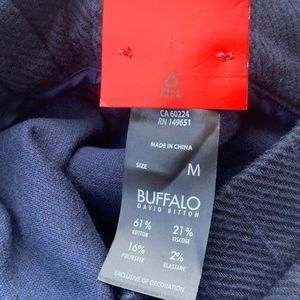 CA 60224
RN 149651
MADE IN CHINA
SIZE M
BUFFALO
DAVID BITTON
61% 21%
COTTON VISCOSE
16% 2%
POLYESTER ELASTANE
EXCLUSIVE OF DECORATION